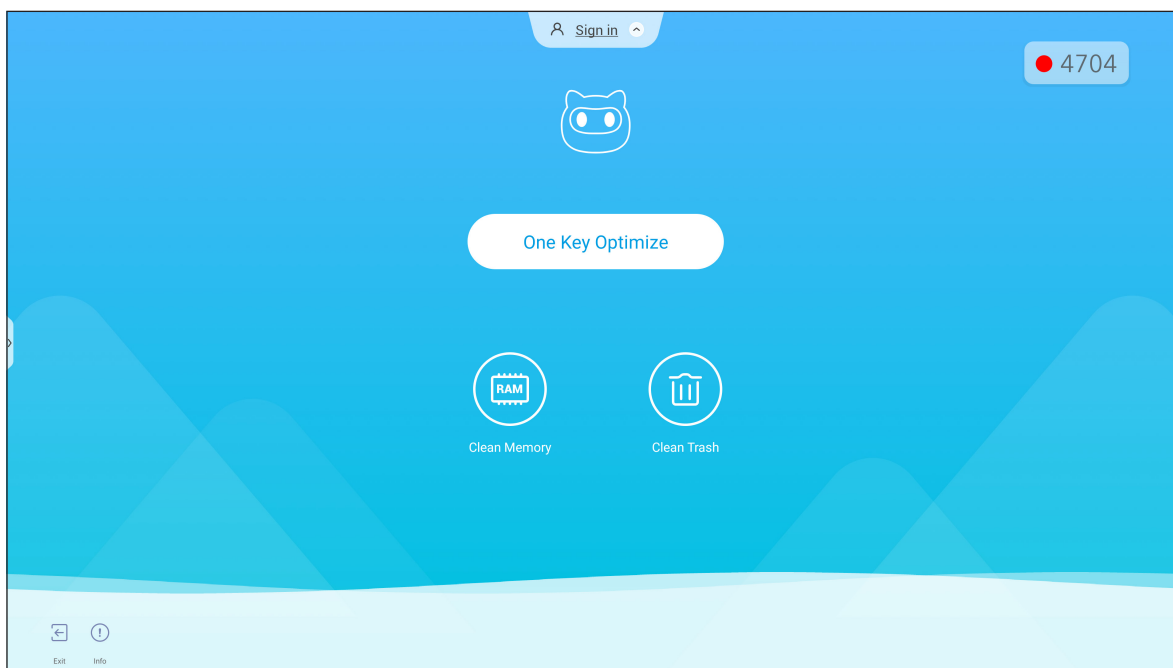 Sign in
4704
One Key Optimize
RAM
Clean Memory
Clean Trash
Exit
Info